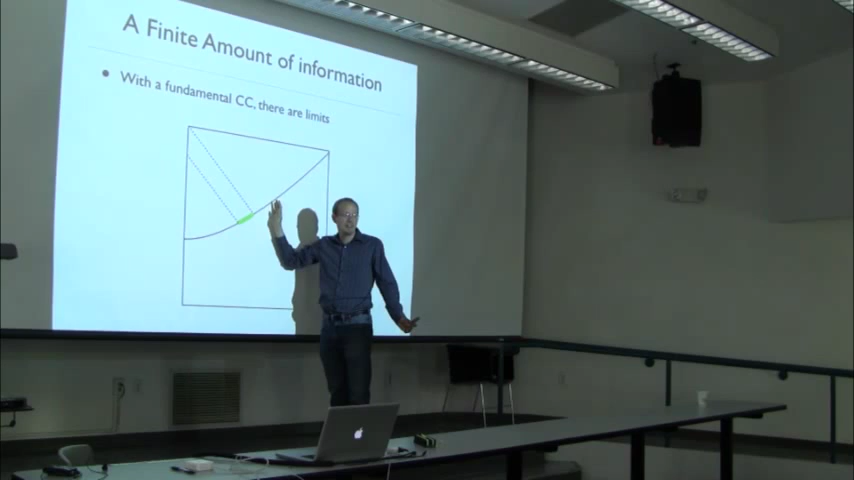 A Finite Amount of information
• With a fundamental CC, there are limits